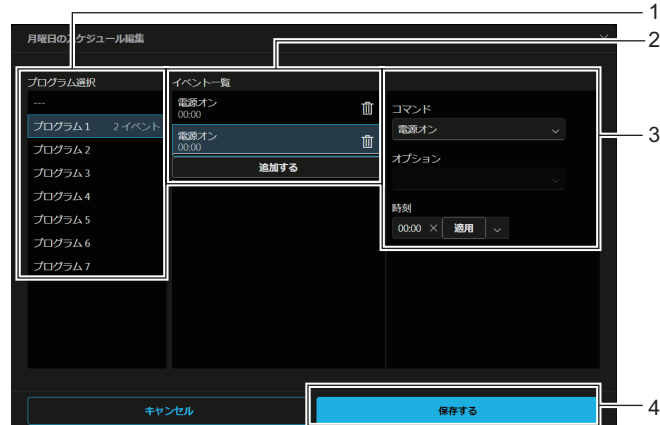 1
月曜日のスケジュール編集
2
プログラム選択
イベント一覧
---
プログラム 1 2 イベント
プログラム 2
プログラム 3
プログラム 4
プログラム 5
プログラム 6
プログラム 7
電源オン
00:00
電源オン
00:00
追加する
コマンド
電源オン
オプション
時刻
00:00 × 適用
3
キャンセル
保存する
4